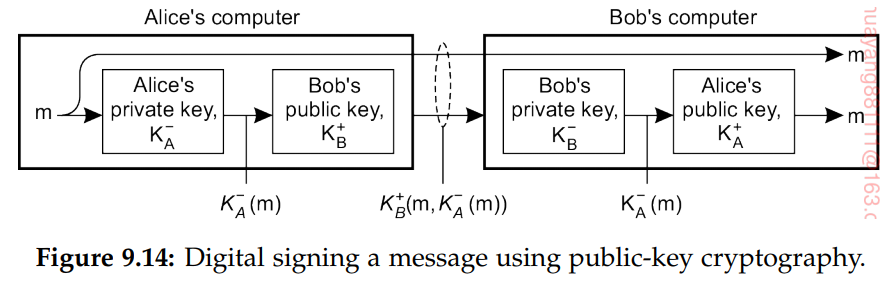 Alice's computer
Bob's computer
m
Alice's
private key,
K_A^-
Bob's
public key,
K_B^+
Bob's
private key,
K_B^-
Alice's
public key,
K_A^+
m
m
K_A^-(m)
K_B^+(m,K_A^-(m))
K_A^-(m)
Figure 9.14: Digital signing a message using public-key cryptography.